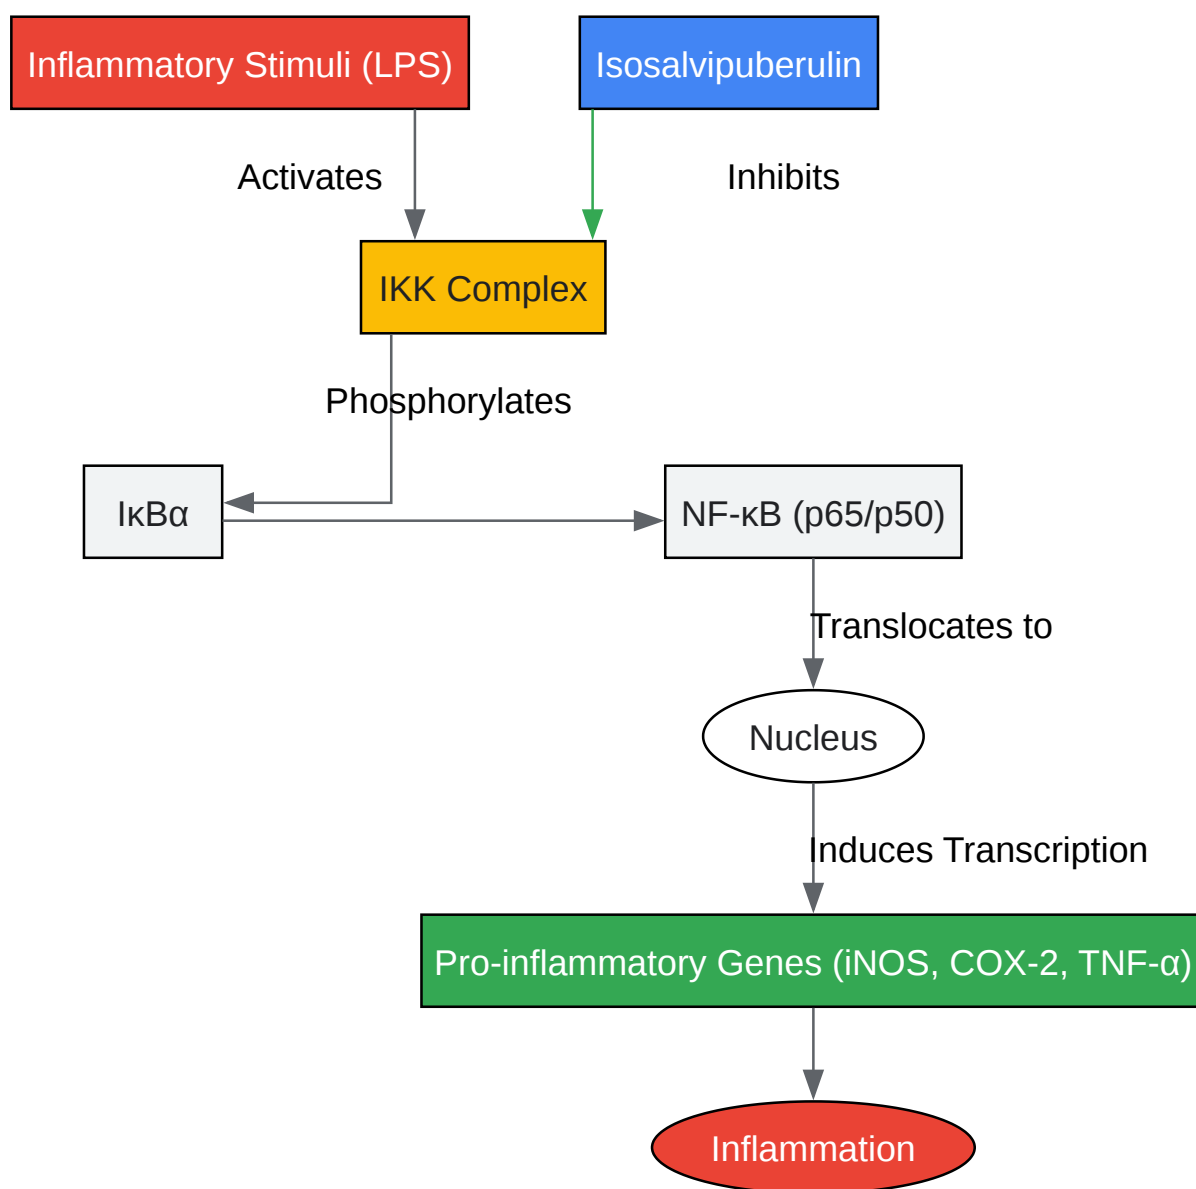 Inflammatory Stimuli (LPS)
Isosalvipuberulin
Activates
Inhibits
IKK Complex
Phosphorylates
IκBα
NF-κB (p65/p50)
Translocates to
Nucleus
Induces Transcription
Pro-inflammatory Genes (iNOS, COX-2, TNF-α)
Inflammation